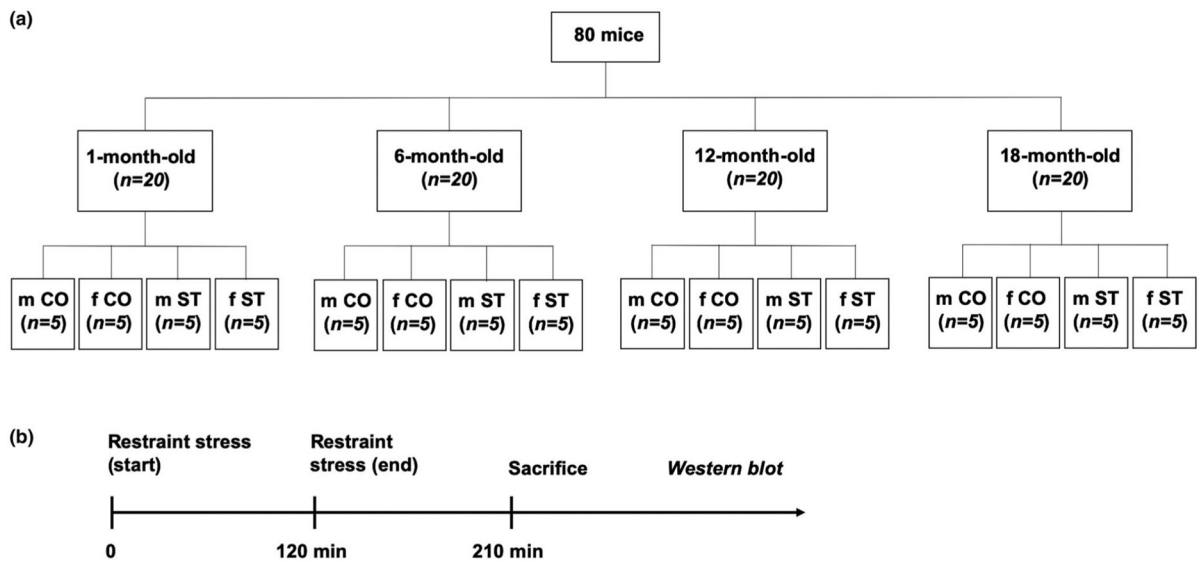 (a)
80 mice
1-month-old
(n=20)
6-month-old
(n=20)
12-month-old
(n=20)
18-month-old
(n=20)
m CO
(n=5)
f CO
(n=5)
m ST
(n=5)
f ST
(n=5)
m CO
(n=5)
f CO
(n=5)
m ST
(n=5)
f ST
(n=5)
m CO
(n=5)
f CO
(n=5)
m ST
(n=5)
f ST
(n=5)
m CO
(n=5)
f CO
(n=5)
m ST
(n=5)
f ST
(n=5)
(b)
Restraint stress
(start)
Restraint
stress (end)
Sacrifice
Western blot
0
120 min
210 min